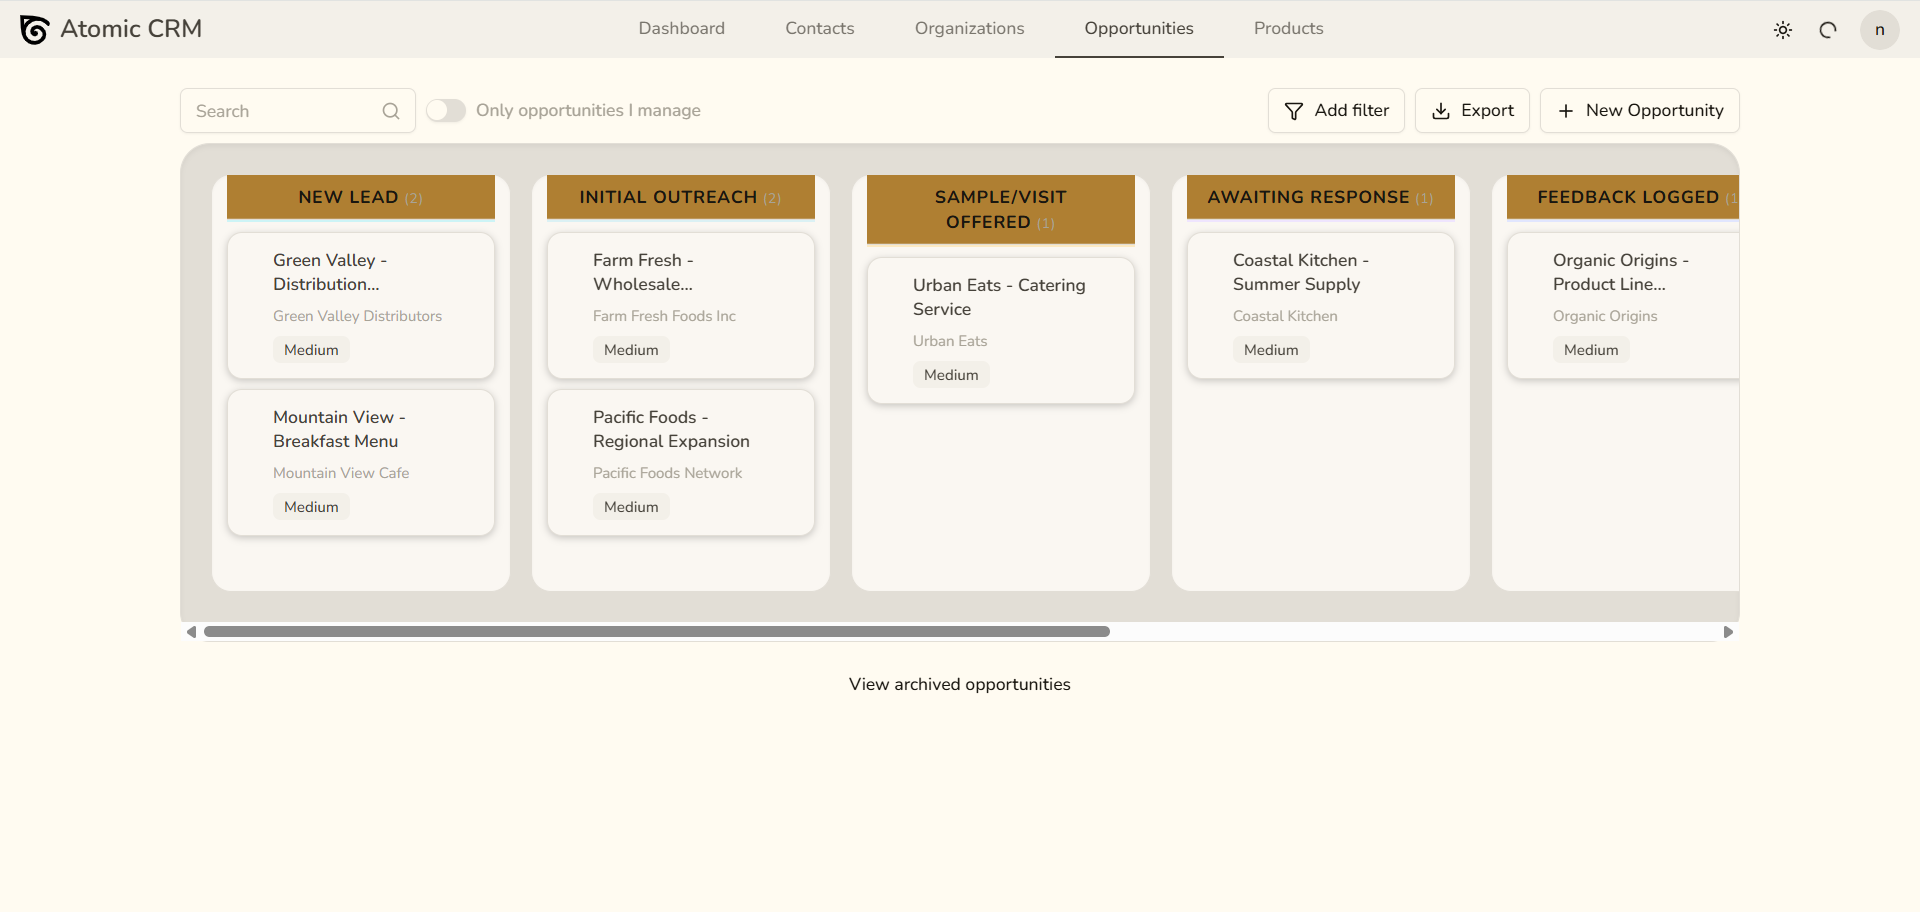 Atomic CRM
Dashboard
Contacts
Organizations
Opportunities
Products
n
Search
Only opportunities I manage
Add filter
Export
New Opportunity
NEW LEAD (2)
Green Valley -
Distribution...
Green Valley Distributors
Medium
Mountain View -
Breakfast Menu
Mountain View Cafe
Medium
INITIAL OUTREACH (2)
Farm Fresh -
Wholesale...
Farm Fresh Foods Inc
Medium
Pacific Foods -
Regional Expansion
Pacific Foods Network
Medium
SAMPLE/VISIT
OFFERED (1)
Urban Eats - Catering
Service
Urban Eats
Medium
AWAITING RESPONSE (1)
Coastal Kitchen -
Summer Supply
Coastal Kitchen
Medium
FEEDBACK LOGGED (1
Organic Origins -
Product Line...
Organic Origins
Medium
View archived opportunities